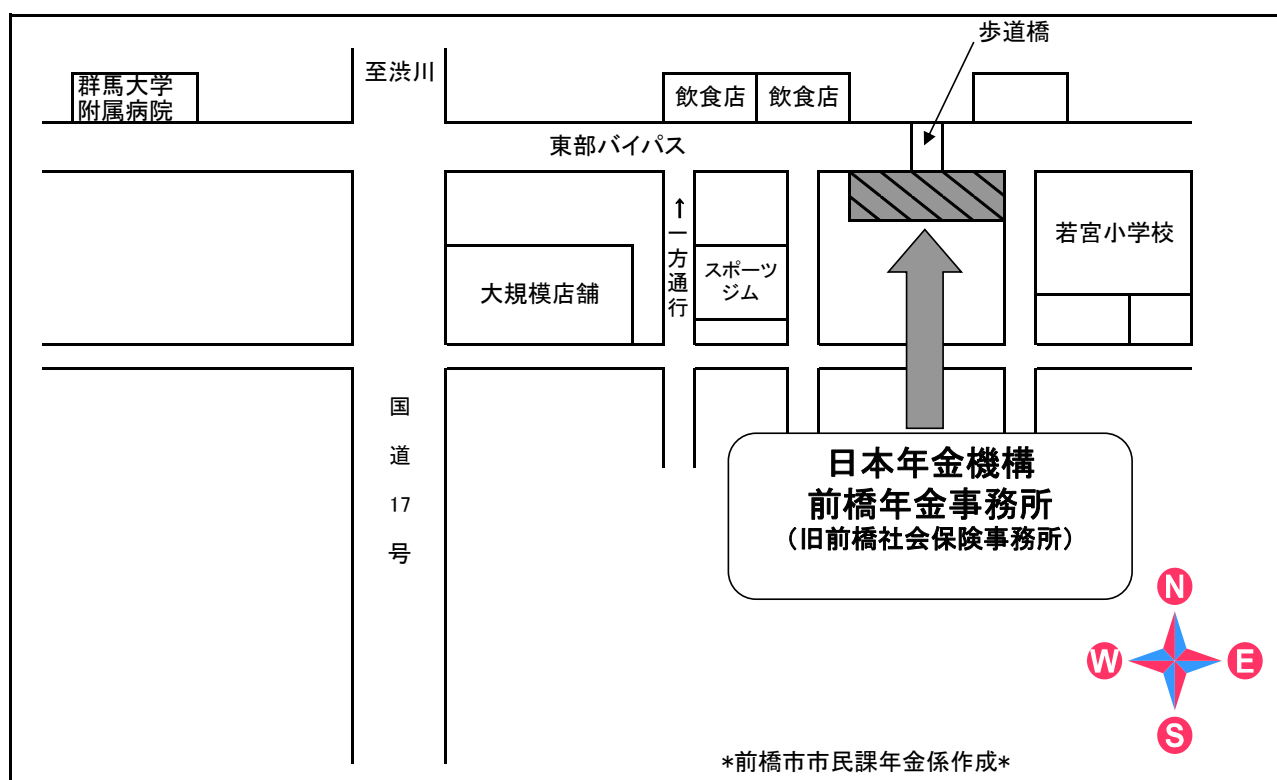 歩道橋
至渋川
群馬大学
附属病院
飲食店
飲食店
東部バイパス
↑一方通行
若宮小学校
スポーツ
ジム
大規模店舗
国道17号
日本年金機構
前橋年金事務所
（旧前橋社会保険事務所）
N
W
E
S
*前橋市市民課年金係作成*